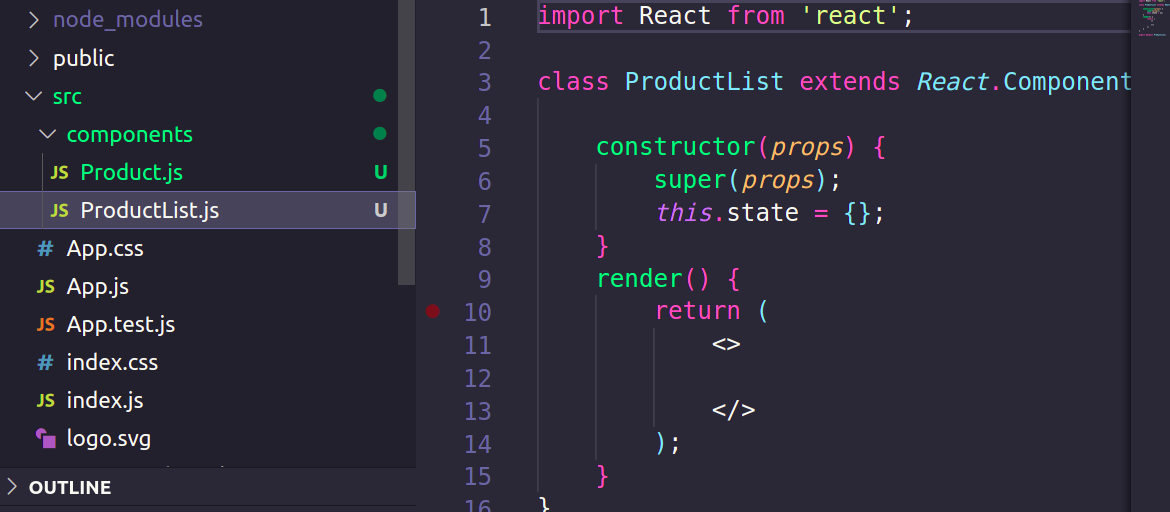 node_modules
public
src
components
JS Product.js U
JS ProductList.js U
# App.css
JS App.js
JS App.test.js
# index.css
JS index.js
logo.svg
OUTLINE
1 import React from 'react';
2
3 class ProductList extends React.Component
4
5 constructor(props) {
6 super(props);
7 this.state = {};
8 }
9 render() {
10 return (
11 <>
12
13 </>
14 );
15 }
16 }